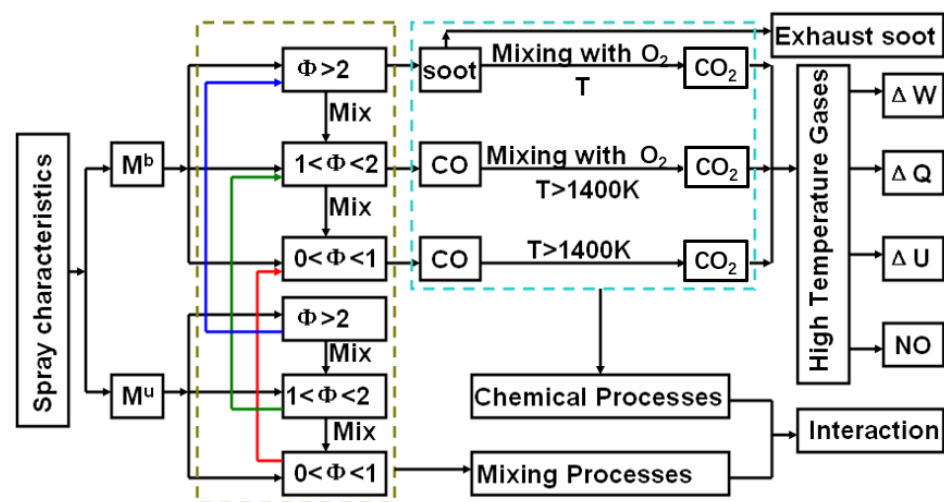 Spray characteristics
Mᵇ
Mᵘ
Φ>2
Mix
1<Φ<2
Mix
0<Φ<1
Φ>2
Mix
1<Φ<2
Mix
0<Φ<1
soot
Mixing with O₂
T
CO₂
Exhaust soot
CO
Mixing with O₂
T>1400K
CO₂
CO
T>1400K
CO₂
High Temperature Gases
Δ W
Δ Q
Δ U
NO
Chemical Processes
Mixing Processes
Interaction